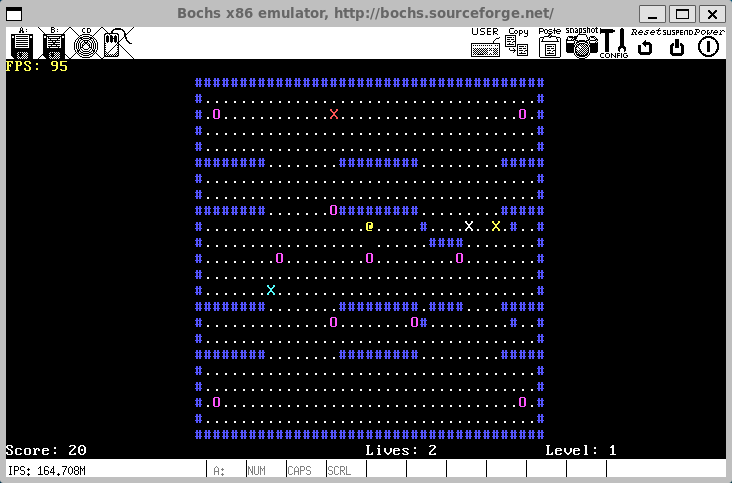 Bochs x86 emulator, http://bochs.sourceforge.net/
A: B: CD USER Copy Paste snapshot CONFIG Reset SUSPEND Power
FPS: 95
Score: 20 Lives: 2 Level: 1
IPS: 164.708M A: NUM CAPS SCRL